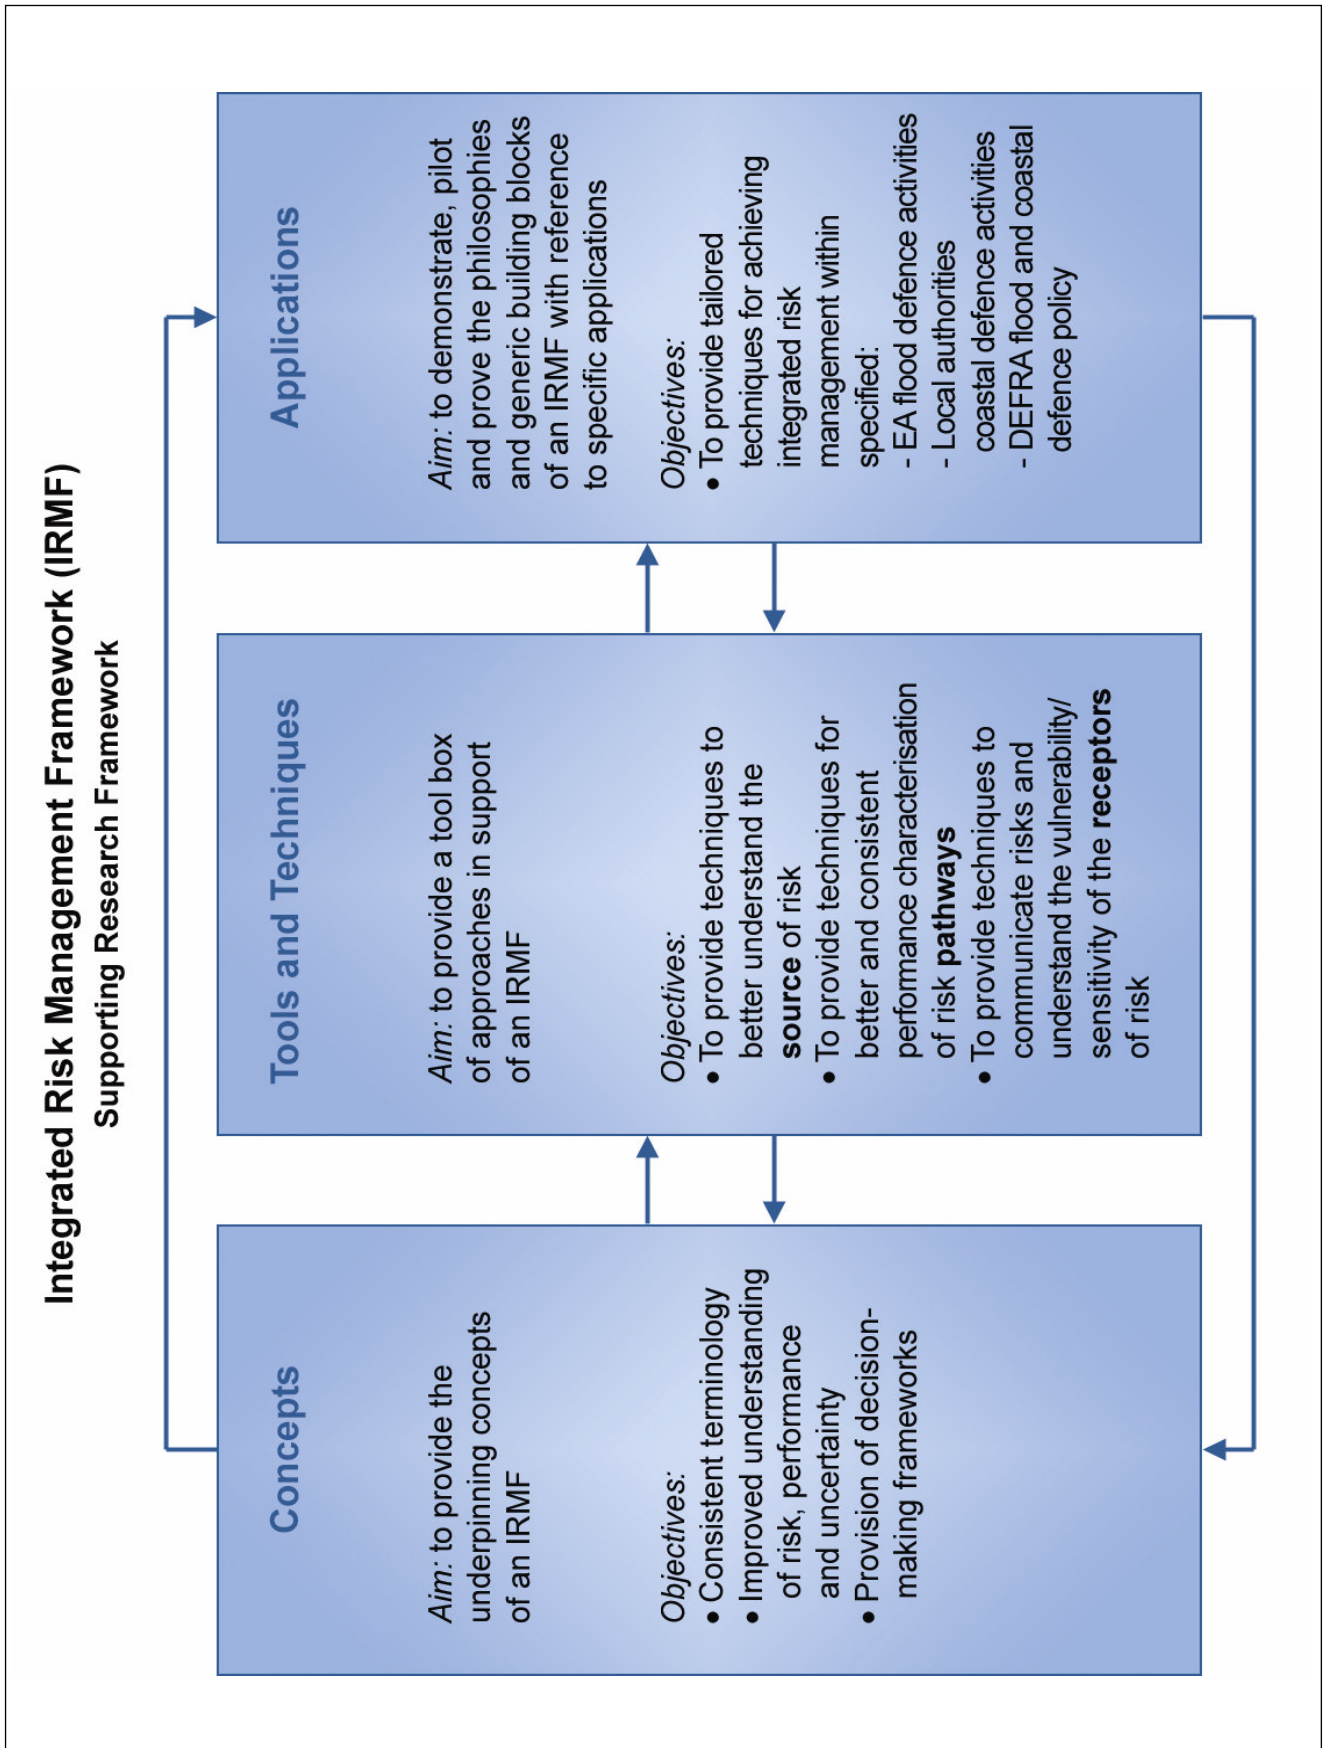 Integrated Risk Management Framework (IRMF)
Supporting Research Framework
Concepts
Aim: to provide the
underpinning concepts
of an IRMF
Objectives:
• Consistent terminology
• Improved understanding
of risk, performance
and uncertainty
• Provision of decision-
making frameworks
Tools and Techniques
Aim: to provide a tool box
of approaches in support
of an IRMF
Objectives:
• To provide techniques to
better understand the
source of risk
• To provide techniques for
better and consistent
performance characterisation
of risk pathways
• To provide techniques to
communicate risks and
understand the vulnerability/
sensitivity of the receptors
of risk
Applications
Aim: to demonstrate, pilot
and prove the philosophies
and generic building blocks
of an IRMF with reference
to specific applications
Objectives:
• To provide tailored
techniques for achieving
integrated risk
management within
specified:
- EA flood defence activities
- Local authorities
coastal defence activities
- DEFRA flood and coastal
defence policy